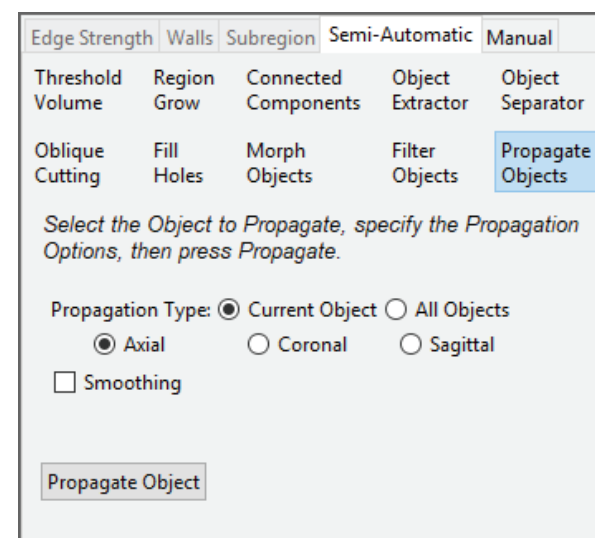 Edge Strength Walls Subregion Semi-Automatic Manual
Threshold Volume Region Grow Connected Components Object Extractor Object Separator
Oblique Cutting Fill Holes Morph Objects Filter Objects Propagate Objects
Select the Object to Propagate, specify the Propagation
Options, then press Propagate.
Propagation Type: Current Object All Objects
Axial Coronal Sagittal
Smoothing
Propagate Object